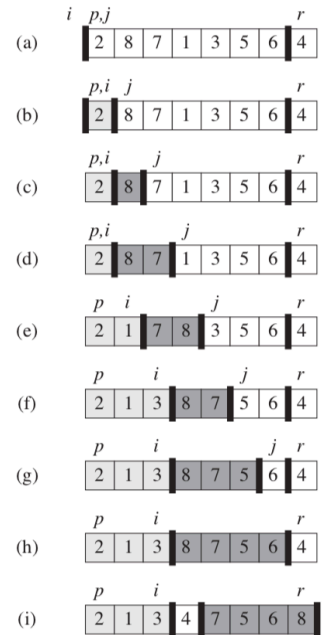 i p,j r
(a) 2 8 7 1 3 5 6 4
p,i j r
(b) 2 8 7 1 3 5 6 4
p,i j r
(c) 2 8 7 1 3 5 6 4
p,i j r
(d) 2 8 7 1 3 5 6 4
p i j r
(e) 2 1 7 8 3 5 6 4
p i j r
(f) 2 1 3 8 7 5 6 4
p i j r
(g) 2 1 3 8 7 5 6 4
p i r
(h) 2 1 3 8 7 5 6 4
p i r
(i) 2 1 3 4 7 5 6 8